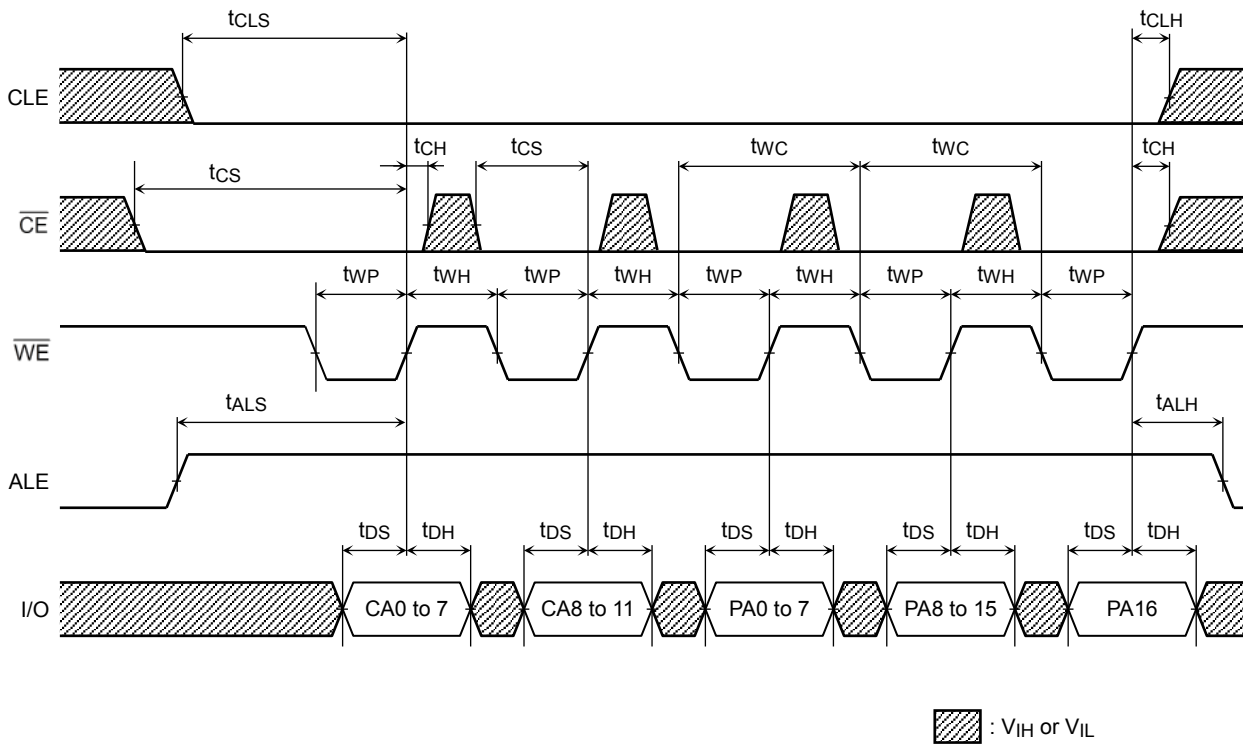 tCLS tCLH
CLE
tCH tCS tWC tWC tCH
tCS
CE
tWP tWH tWP tWH tWP tWH tWP tWH tWP
WE
tALS tALH
ALE
tDS tDH tDS tDH tDS tDH tDS tDH tDS tDH
I/O CA0 to 7 CA8 to 11 PA0 to 7 PA8 to 15 PA16
: VIH or VIL